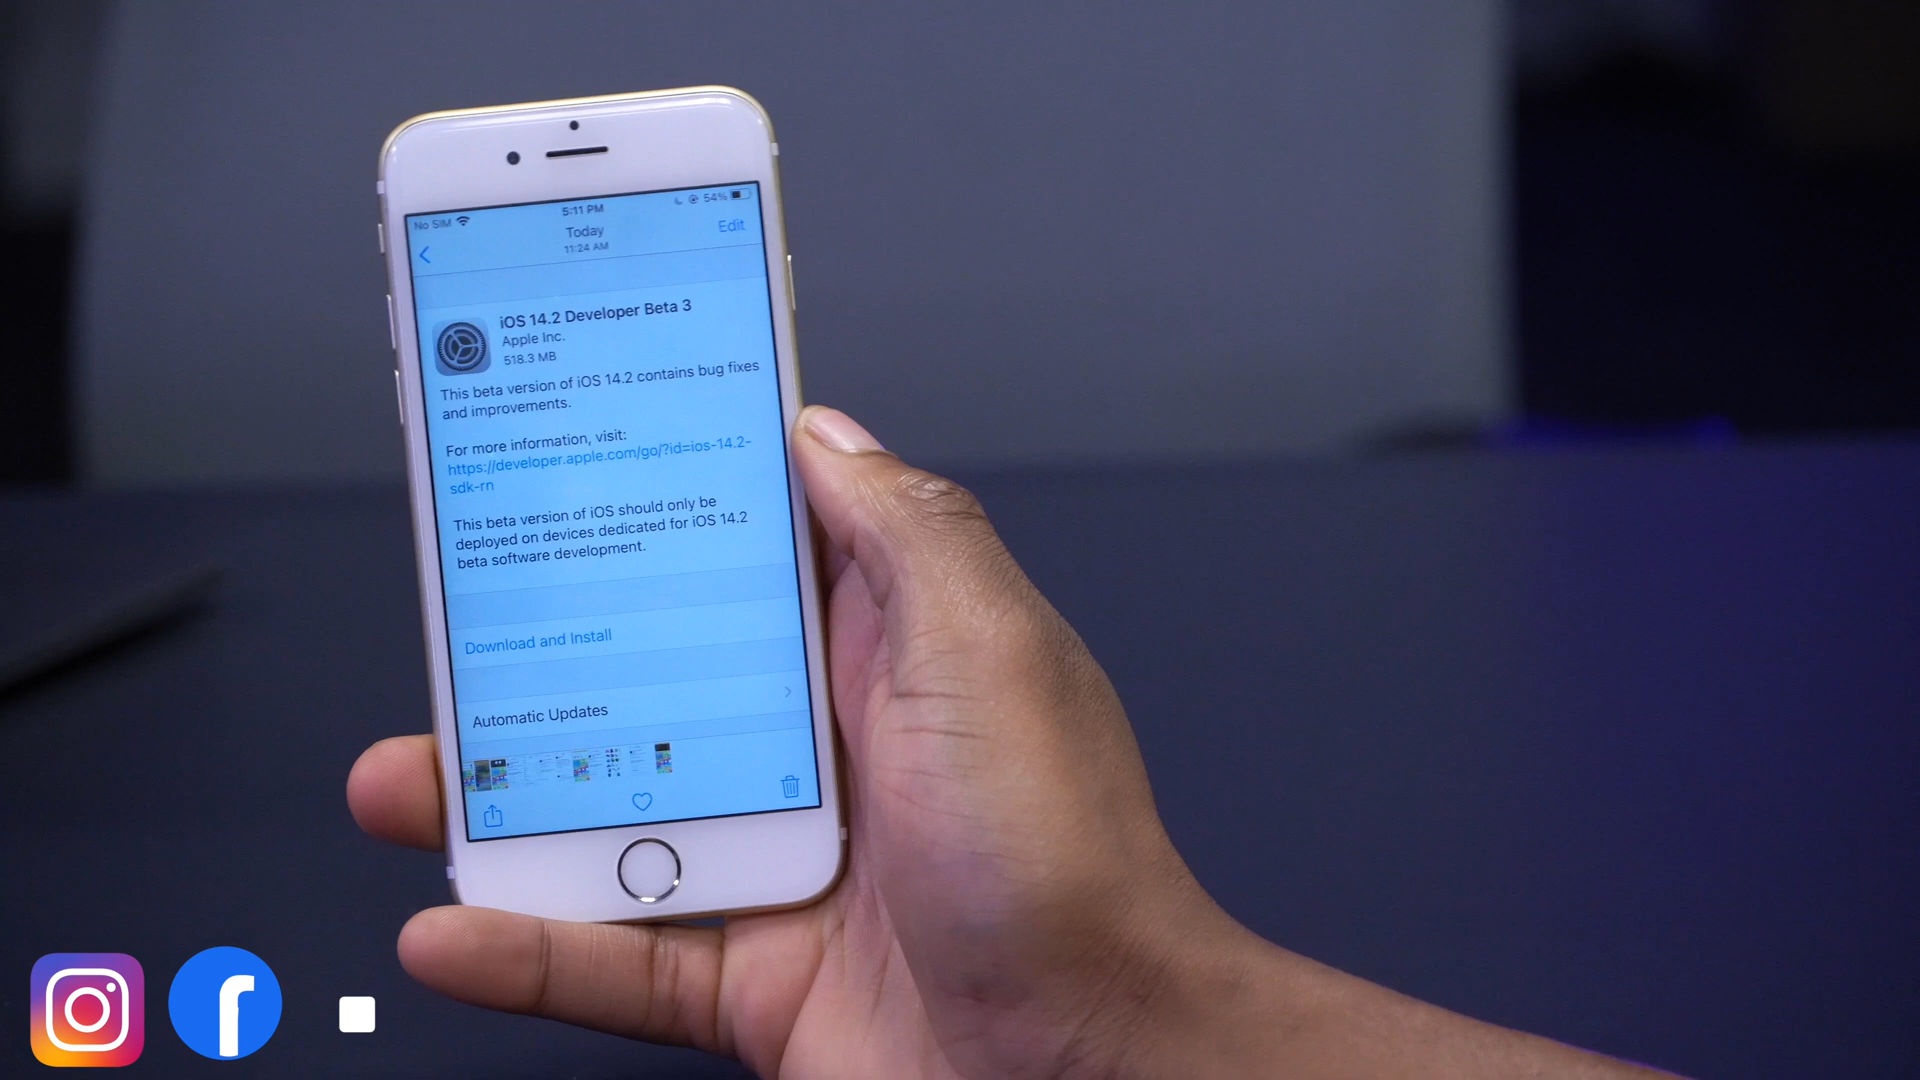 No SIM
5:11 PM
54%
Today
11:24 AM
Edit
iOS 14.2 Developer Beta 3
Apple Inc.
518.3 MB
This beta version of iOS 14.2 contains bug fixes
and improvements.
For more information, visit:
https://developer.apple.com/go/?id=ios-14.2-
sdk-rn
This beta version of iOS should only be
deployed on devices dedicated for iOS 14.2
beta software development.
Download and Install
Automatic Updates